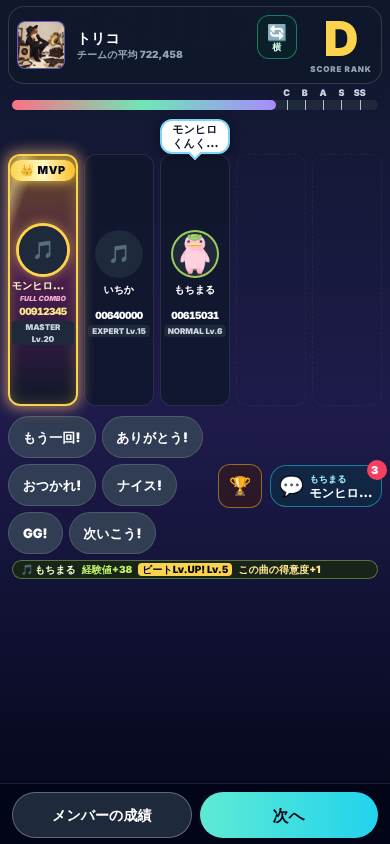 トリコ
チームの平均 722,458
🔄
横
D
SCORE RANK
C B A S SS
モンヒロ
くんく…
👑 MVP
モンヒロ…
FULL COMBO
00912345
MASTER
Lv.20
いちか
00640000
EXPERT Lv.15
もちまる
00615031
NORMAL Lv.6
もう一回!
ありがとう!
おつかれ!
ナイス!
GG!
次いこう!
🏆
💬 もちまる
モンヒロ…
3
🎵もちまる 経験値+38 ビートLv.UP! Lv.5 この曲の得意度+1
メンバーの成績
次へ